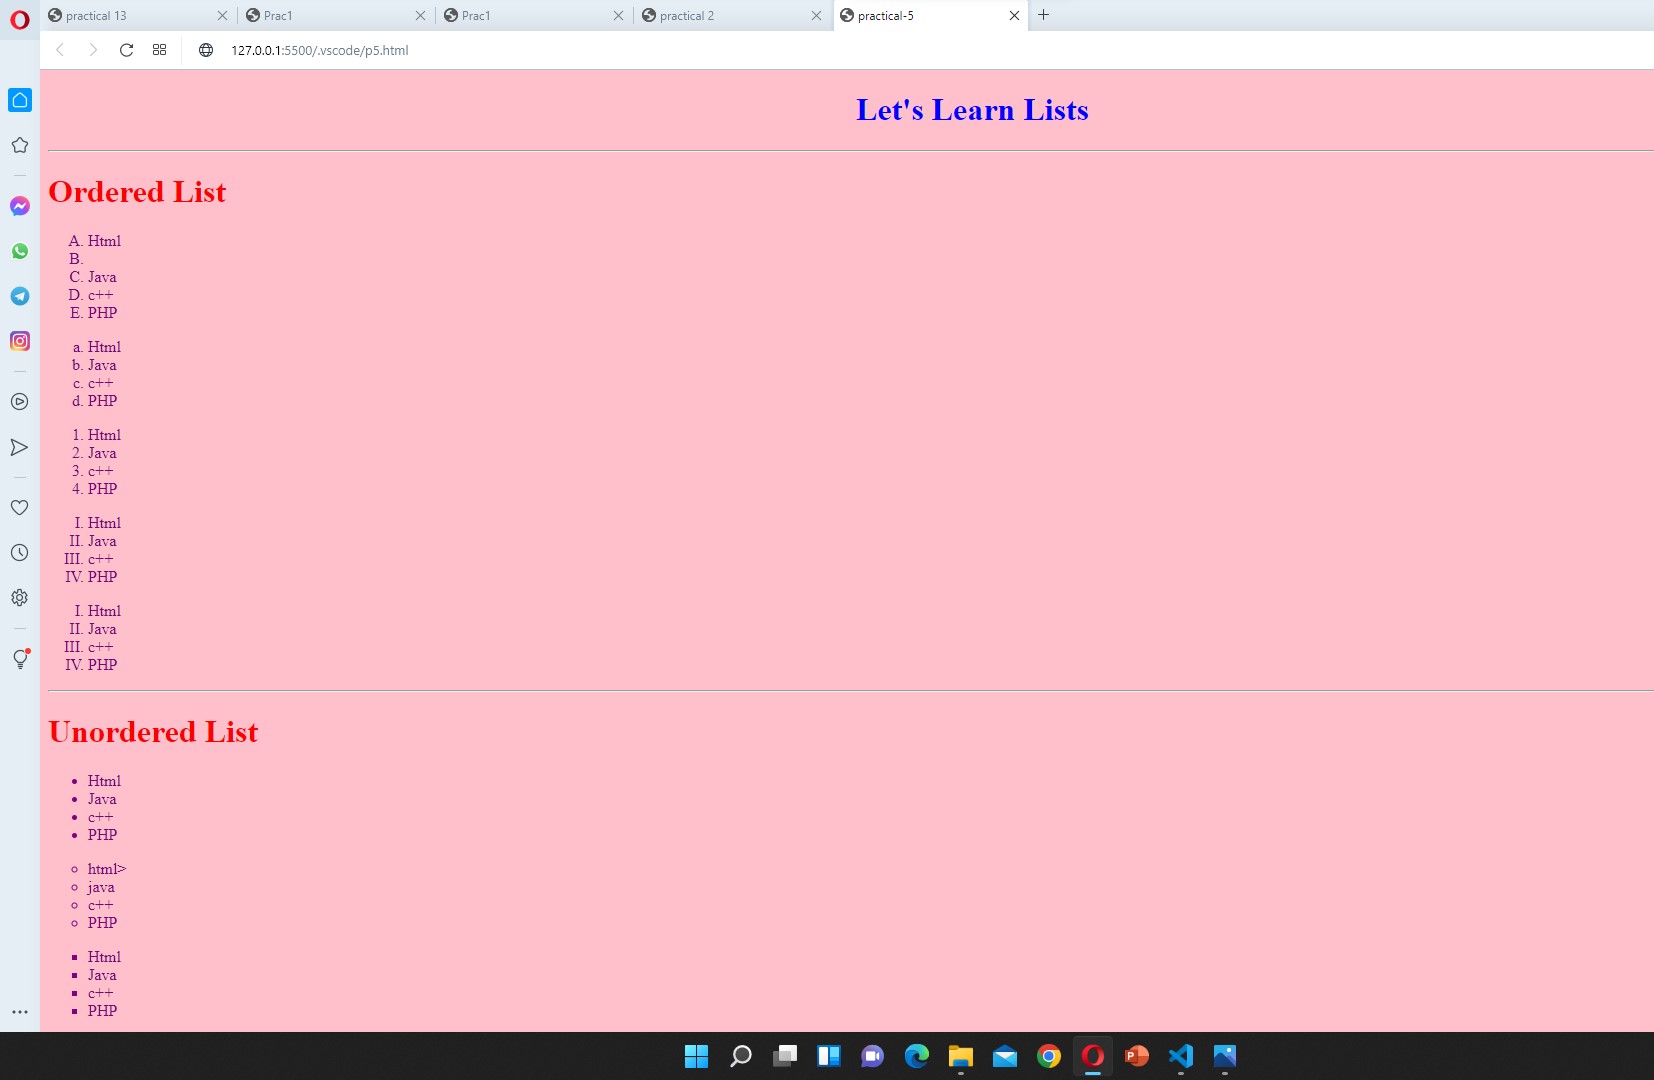 practical 13
Prac1
Prac1
practical 2
practical-5
127.0.0.1:5500/.vscode/p5.html
Let's Learn Lists
Ordered List
A. Html
B.
C. Java
D. c++
E. PHP
a. Html
b. Java
c. c++
d. PHP
1. Html
2. Java
3. c++
4. PHP
I. Html
II. Java
III. c++
IV. PHP
I. Html
II. Java
III. c++
IV. PHP
Unordered List
• Html
• Java
• c++
• PHP
◦ html>
◦ java
◦ c++
◦ PHP
▪ Html
▪ Java
▪ c++
▪ PHP